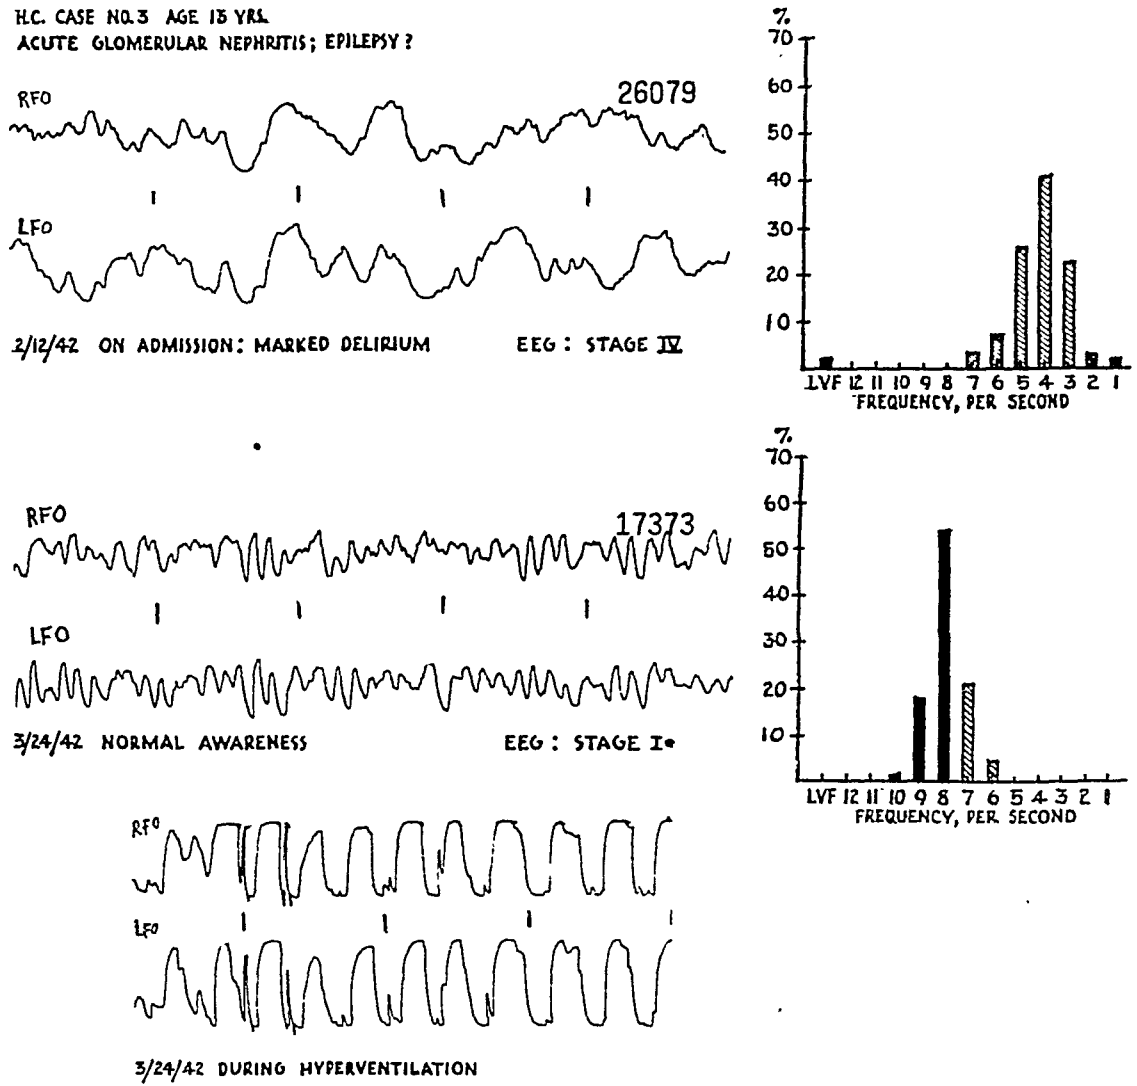 H.C. CASE NO.3 AGE 13 YRS.
ACUTE GLOMERULAR NEPHRITIS; EPILEPSY?
RFO
26079
LFO
2/12/42 ON ADMISSION: MARKED DELIRIUM EEG: STAGE IV
%
70
60
50
40
30
20
10
LVF 12 11 10 9 8 7 6 5 4 3 2 1
FREQUENCY, PER SECOND
RFO
17373
LFO
3/24/42 NORMAL AWARENESS EEG: STAGE I
%
70
60
50
40
30
20
10
LVF 12 11 10 9 8 7 6 5 4 3 2 1
FREQUENCY, PER SECOND
RFO
LFO
3/24/42 DURING HYPERVENTILATION